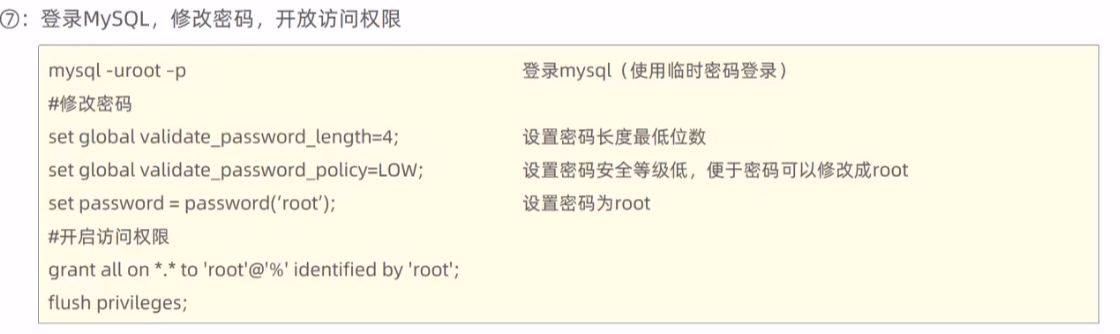 ⑦：登录MySQL，修改密码，开放访问权限
mysql -uroot –p 登录mysql（使用临时密码登录）
#修改密码
set global validate_password_length=4; 设置密码长度最低位数
set global validate_password_policy=LOW; 设置密码安全等级低，便于密码可以修改成root
set password = password(‘root’); 设置密码为root
#开启访问权限
grant all on *.* to 'root'@'%' identified by 'root';
flush privileges;